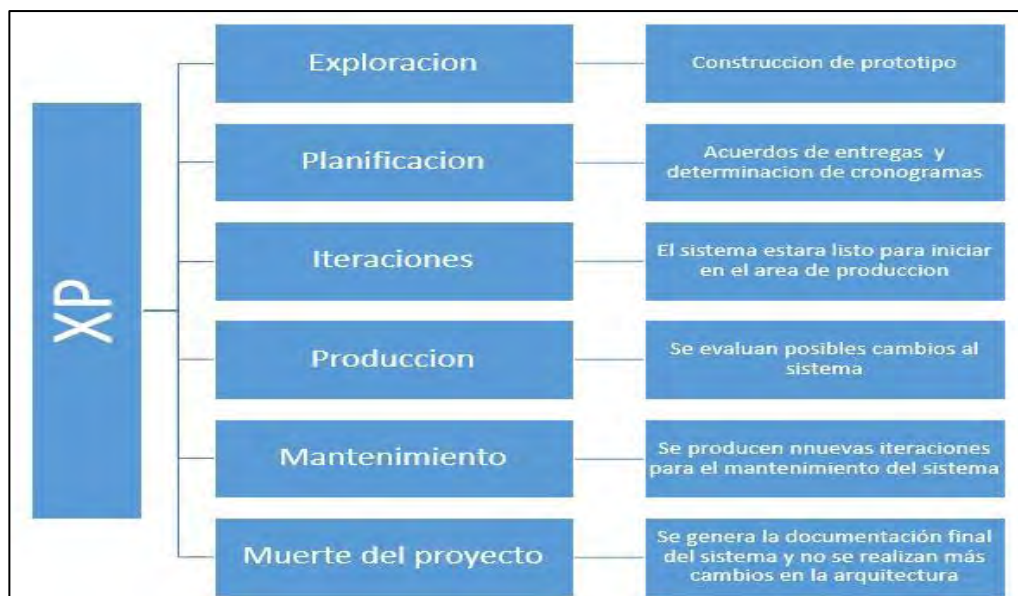 XP
Exploracion
Construccion de prototipo
Planificacion
Acuerdos de entregas y
determinacion de cronogramas
Iteraciones
El sistema estara listo para iniciar
en el area de produccion
Produccion
Se evaluan posibles cambios al
sistema
Mantenimiento
Se producen nnuevas iteraciones
para el mantenimiento del sistema
Muerte del proyecto
Se genera la documentación final
del sistema y no se realizan más
cambios en la arquitectura